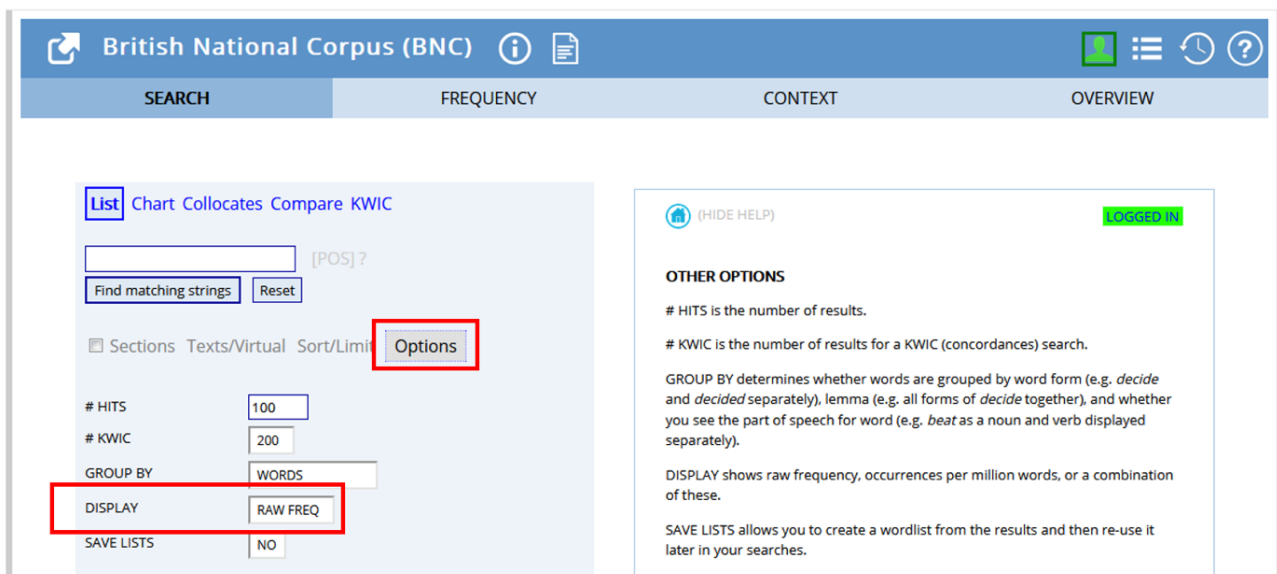 British National Corpus (BNC)
SEARCH FREQUENCY CONTEXT OVERVIEW
List Chart Collocates Compare KWIC
[POS] ?
Find matching strings Reset
Sections Texts/Virtual Sort/Limit Options
# HITS 100
# KWIC 200
GROUP BY WORDS
DISPLAY RAW FREQ
SAVE LISTS NO
(HIDE HELP) LOGGED IN
OTHER OPTIONS
# HITS is the number of results.
# KWIC is the number of results for a KWIC (concordances) search.
GROUP BY determines whether words are grouped by word form (e.g. decide
and decided separately), lemma (e.g. all forms of decide together), and whether
you see the part of speech for word (e.g. beat as a noun and verb displayed
separately).
DISPLAY shows raw frequency, occurrences per million words, or a combination
of these.
SAVE LISTS allows you to create a wordlist from the results and then re-use it
later in your searches.